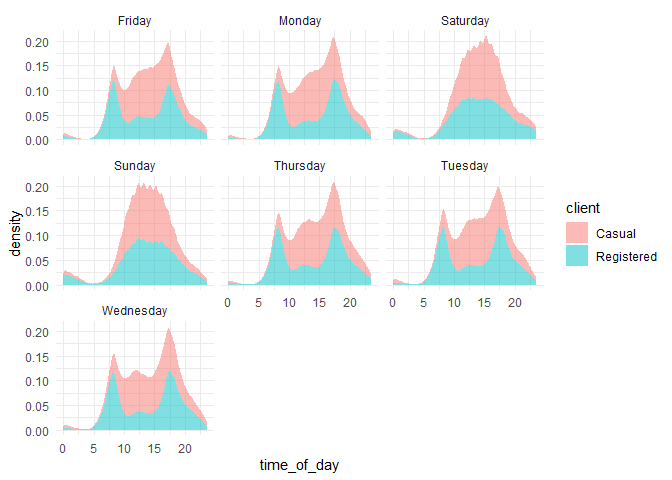 Friday Monday Saturday
0.20
0.15
0.10
0.05
0.00
Sunday Thursday Tuesday
0.20
0.15
0.10
0.05
0.00
0 5 10 15 20 0 5 10 15 20
Wednesday
0.20
0.15
0.10
0.05
0.00
0 5 10 15 20
time_of_day
density
client
Casual
Registered